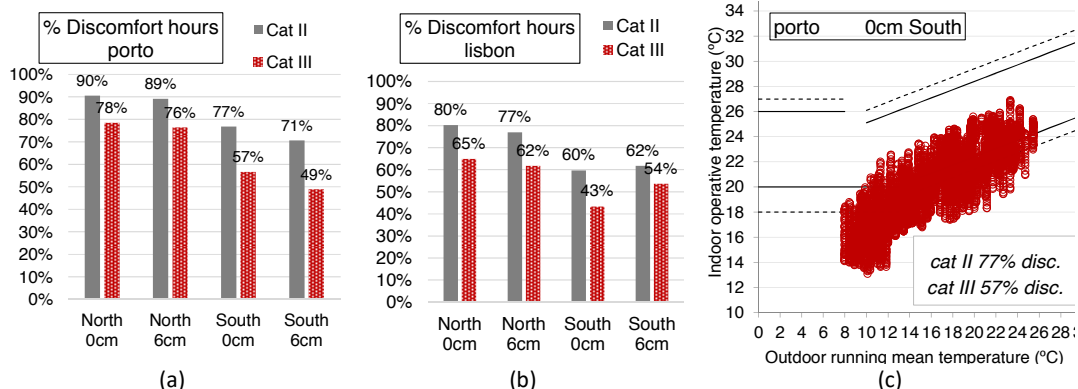 % Discomfort hours
porto
Cat II
Cat III
100%
90%
80%
70%
60%
50%
40%
30%
20%
10%
0%
90%
78%
89%
76%
77%
57%
71%
49%
North
0cm
North
6cm
South
0cm
South
6cm
(a)
% Discomfort hours
lisbon
Cat II
Cat III
100%
90%
80%
70%
60%
50%
40%
30%
20%
10%
0%
80%
65%
77%
62%
60%
43%
62%
54%
North
0cm
North
6cm
South
0cm
South
6cm
(b)
porto 0cm South
Indoor operative temperature (ºC)
34
32
30
28
26
24
22
20
18
16
14
12
10
cat II 77% disc.
cat III 57% disc.
0 2 4 6 8 10 12 14 16 18 20 22 24 26 28
Outdoor running mean temperature (ºC)
(c)